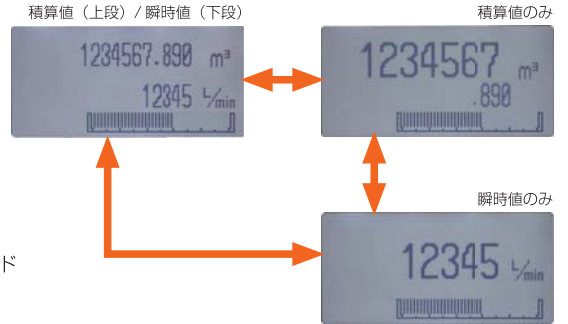 積算値（上段）/ 瞬時値（下段）
1234567.890 m³
12345 L/min
積算値のみ
1234567 m³
.890
瞬時値のみ
12345 L/min
ド